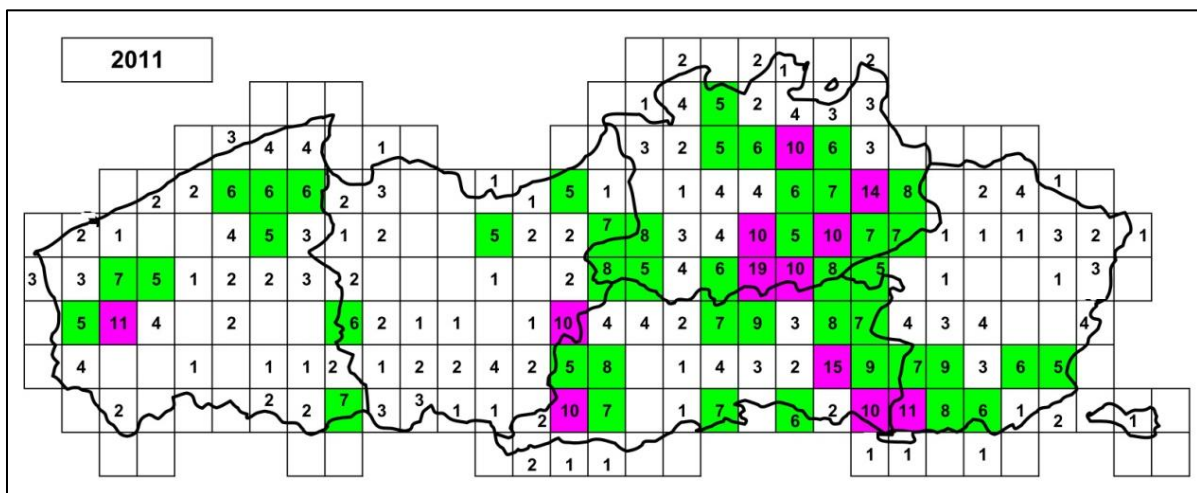 2011
2 2 1 2
1 4 5 2 4 3 3
3 4 4 1 3 2 5 6 10 6 3
2 2 6 6 6 2 3 1 1 5 1 1 4 4 6 7 14 8 2 4 1
2 1 4 5 3 1 2 5 2 2 7 8 3 4 10 5 10 7 7 1 1 1 3 2 1
3 3 7 5 1 2 2 3 2 1 2 8 5 4 6 19 10 8 5 1 1 3
5 11 4 2 6 2 1 1 1 10 4 4 2 7 9 3 8 7 4 3 4 4
4 1 1 1 2 1 2 2 4 2 5 8 1 4 3 2 15 9 7 9 3 6 5
2 2 2 7 3 3 1 1 2 10 7 1 7 6 2 10 11 8 6 1 2 1
2 1 1 1 1 1